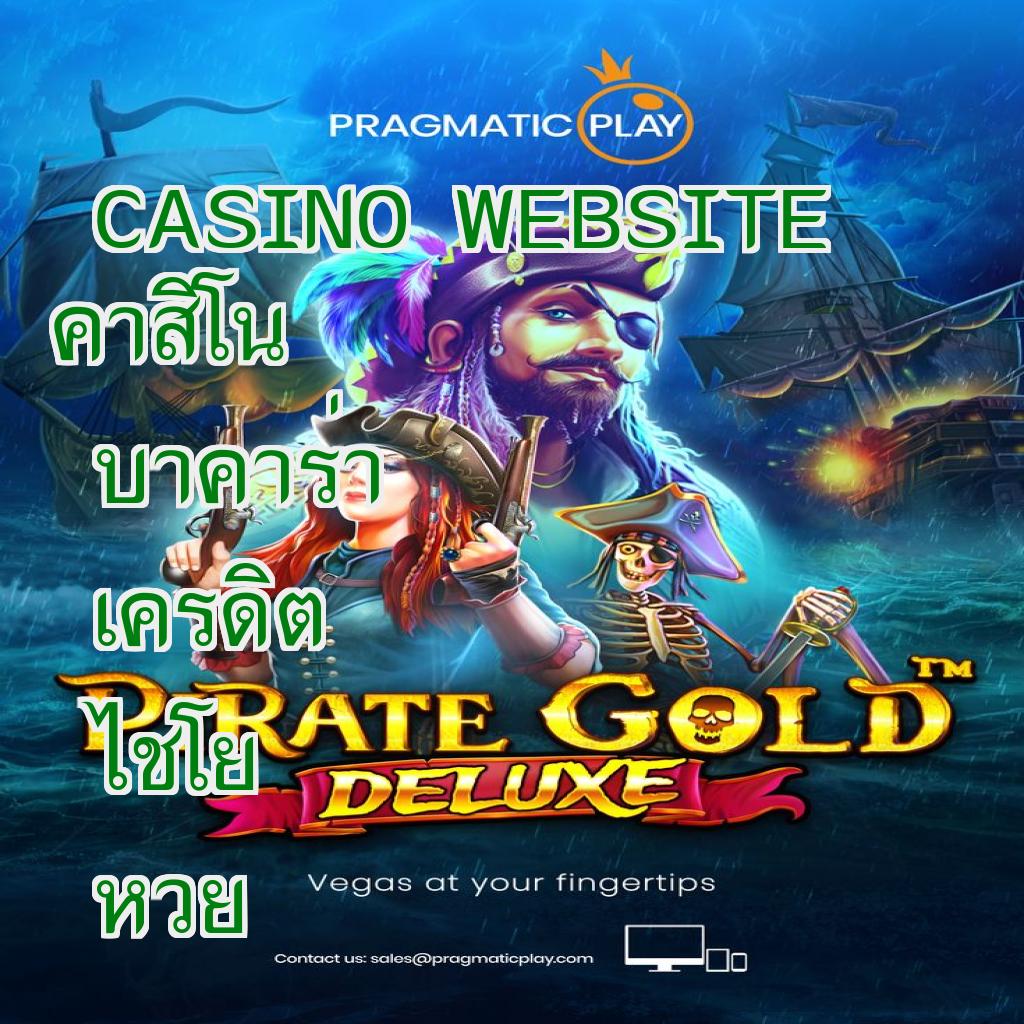 PRAGMATIC PLAY
CASINO WEBSITE
คาสิโน
บาคาร่า
เครดิต
PIRATE GOLD™
ไชโย
DELUXE
Vegas at your fingertips
หวย
Contact us: sales@pragmaticplay.com